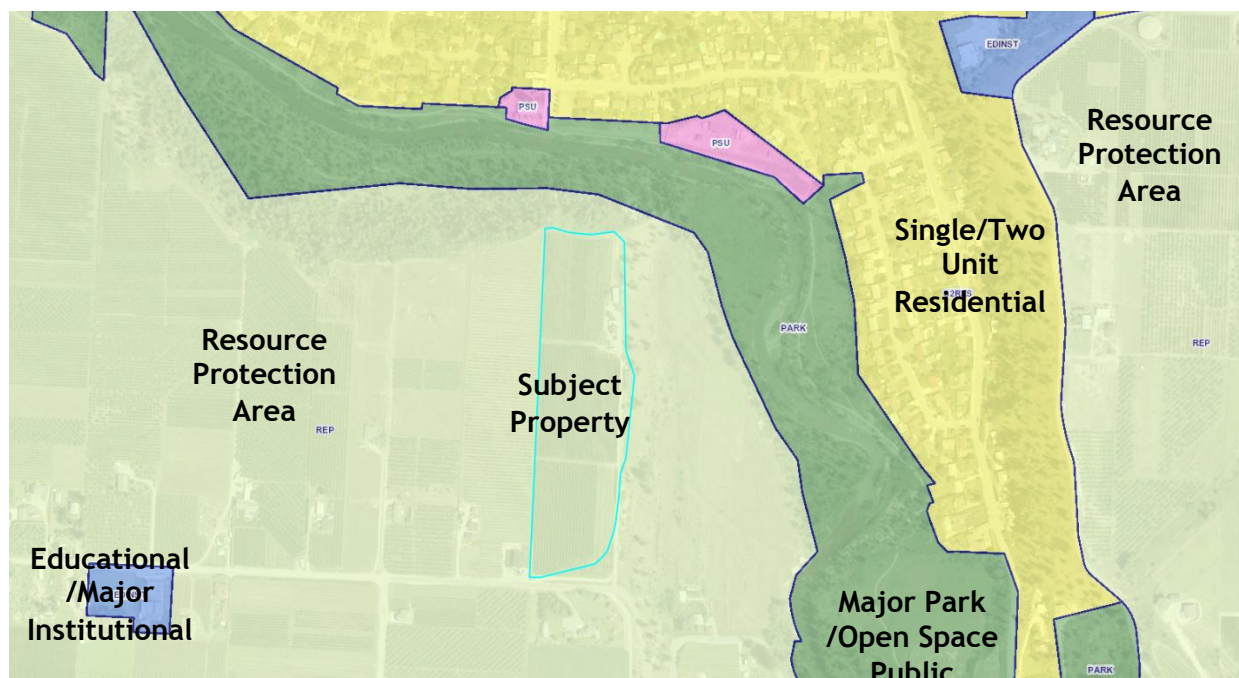 EDINST
PSU
PSU
Resource
Protection
Area
Single/Two
Unit
Residential
PARK
Resource
Protection
Area
REP
REP
Subject
Property
Educational
/Major
Institutional
Major Park
/Open Space
Public
PARK